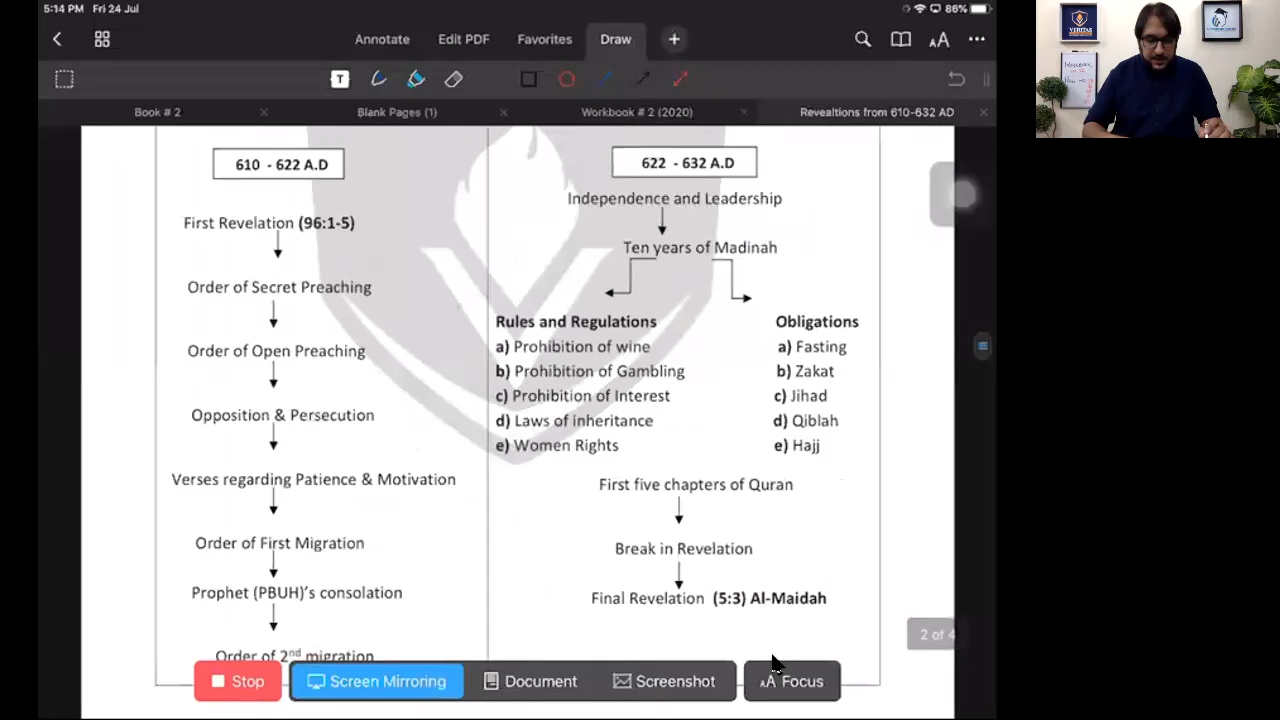 5:14 PM Fri 24 Jul
86%
Annotate Edit PDF Favorites Draw
Book # 2
Blank Pages (1)
Workbook # 2 (2020)
Revealtions from 610-632 AD
610 - 622 A.D
First Revelation (96:1-5)
Order of Secret Preaching
Order of Open Preaching
Opposition & Persecution
Verses regarding Patience & Motivation
Order of First Migration
Prophet (PBUH)'s consolation
Order of 2nd migration
622 - 632 A.D
Independence and Leadership
Ten years of Madinah
Rules and Regulations
a) Prohibition of wine
b) Prohibition of Gambling
c) Prohibition of Interest
d) Laws of inheritance
e) Women Rights
Obligations
a) Fasting
b) Zakat
c) Jihad
d) Qiblah
e) Hajj
First five chapters of Quran
Break in Revelation
Final Revelation (5:3) Al-Maidah
2 of 4
Stop Screen Mirroring Document Screenshot AA Focus
VERITAS